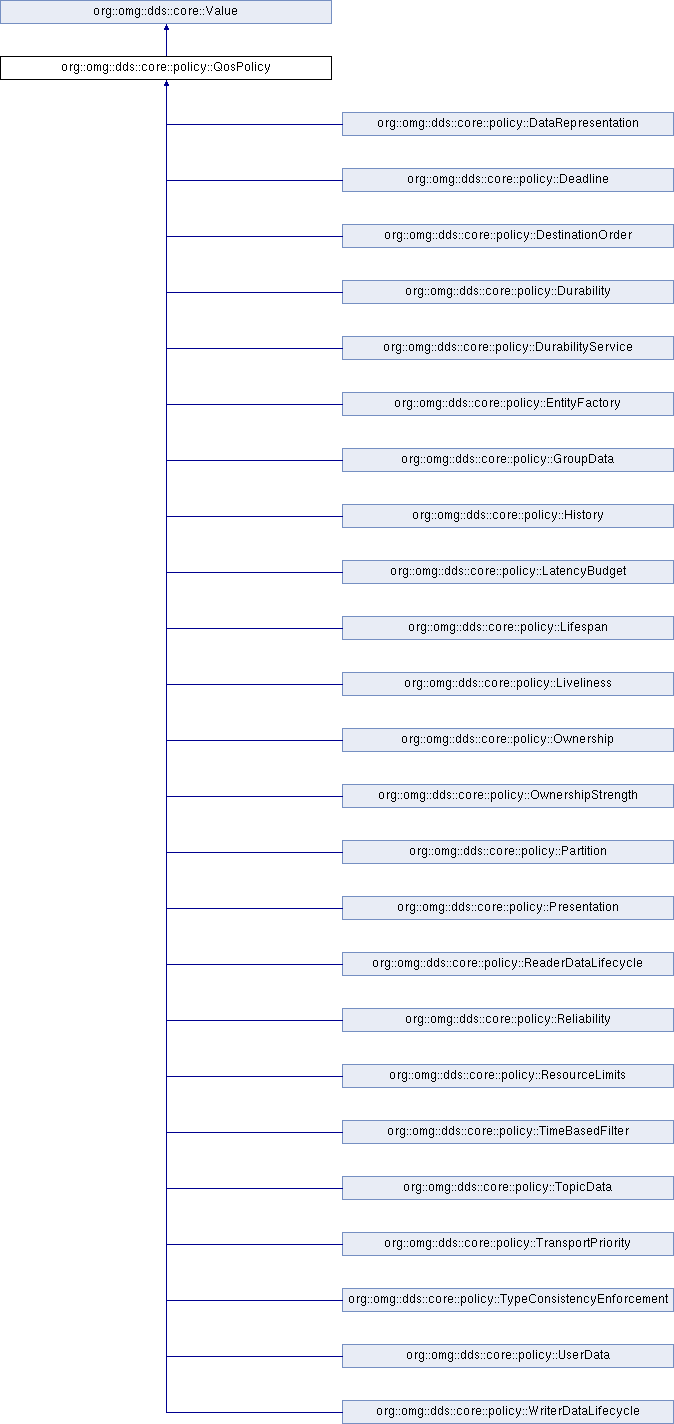 org::omg::dds::core::Value
org::omg::dds::core::policy::QosPolicy
org::omg::dds::core::policy::DataRepresentation
org::omg::dds::core::policy::Deadline
org::omg::dds::core::policy::DestinationOrder
org::omg::dds::core::policy::Durability
org::omg::dds::core::policy::DurabilityService
org::omg::dds::core::policy::EntityFactory
org::omg::dds::core::policy::GroupData
org::omg::dds::core::policy::History
org::omg::dds::core::policy::LatencyBudget
org::omg::dds::core::policy::Lifespan
org::omg::dds::core::policy::Liveliness
org::omg::dds::core::policy::Ownership
org::omg::dds::core::policy::OwnershipStrength
org::omg::dds::core::policy::Partition
org::omg::dds::core::policy::Presentation
org::omg::dds::core::policy::ReaderDataLifecycle
org::omg::dds::core::policy::Reliability
org::omg::dds::core::policy::ResourceLimits
org::omg::dds::core::policy::TimeBasedFilter
org::omg::dds::core::policy::TopicData
org::omg::dds::core::policy::TransportPriority
org::omg::dds::core::policy::TypeConsistencyEnforcement
org::omg::dds::core::policy::UserData
org::omg::dds::core::policy::WriterDataLifecycle